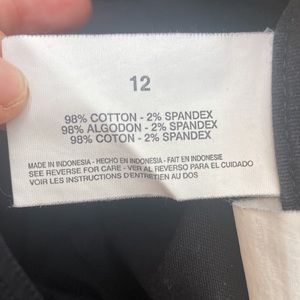 12
98% COTTON - 2% SPANDEX
98% ALGODON - 2% SPANDEX
98% COTON - 2% SPANDEX
MADE IN INDONESIA - HECHO EN INDONESIA - FAIT EN INDONESIE
SEE REVERSE FOR CARE - VER AL REVERSO PARA EL CUIDADO
VOIR LES INSTRUCTIONS D'ENTRETIEN AU DOS